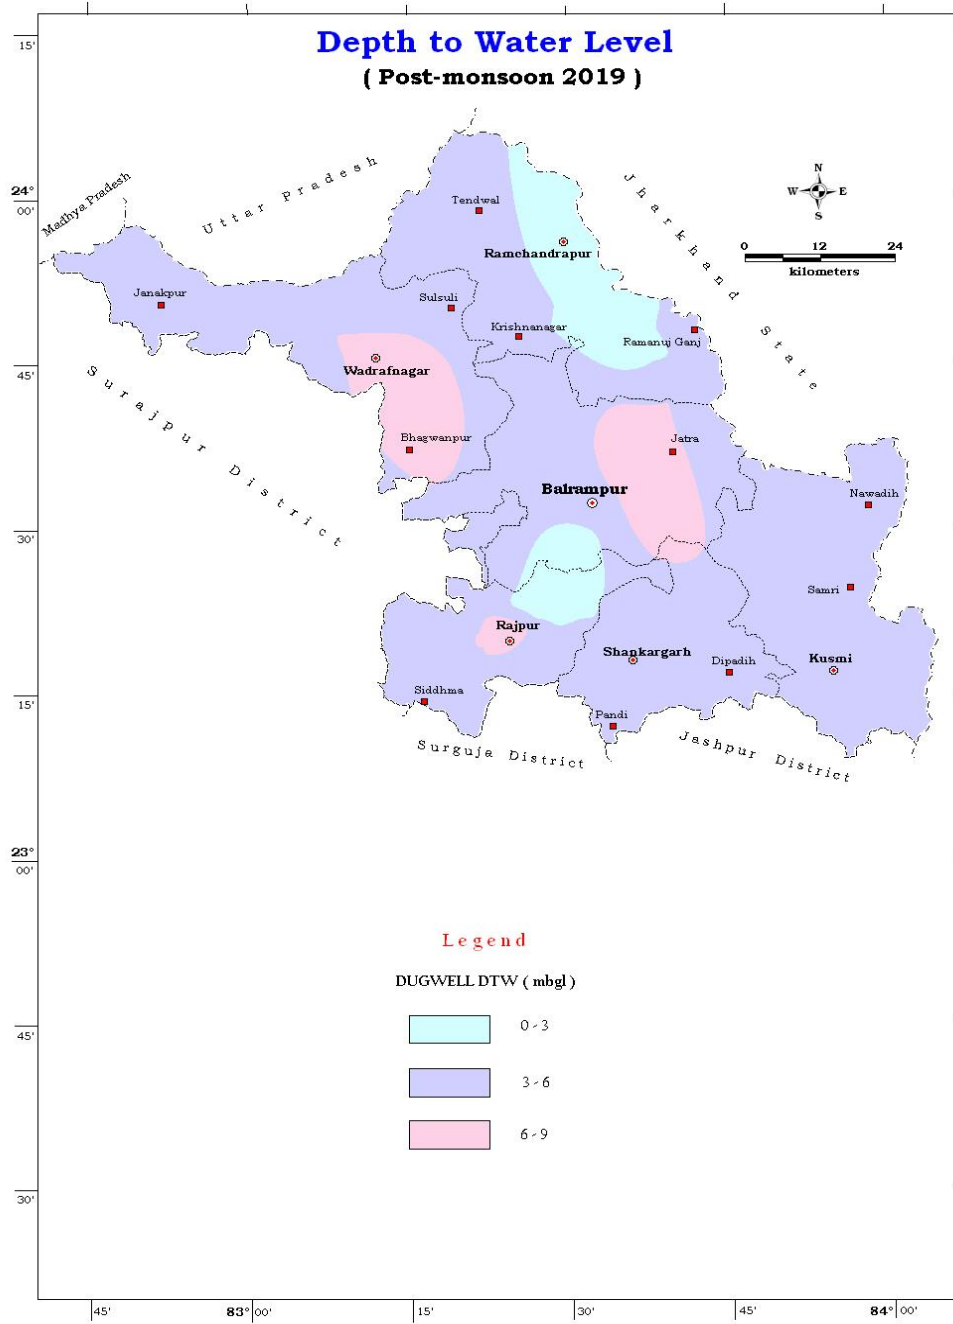 Depth to Water Level
( Post-monsoon 2019 )
15'
24°
00'
45'
30'
15'
23°
00'
45'
30'
Madhya Pradesh
Uttar Pradesh
Jharkhand State
N
W E
S
0 12 24
kilometers
Tendwal
Ramchandrapur
Janakpur
Sulsuli
Krishnanagar
Ramanuj Ganj
Wadrafnagar
Surajpur District
Bhagwanpur
Jatra
Balrampur
Nawadih
Samri
Rajpur
Shankargarh
Dipadih
Kusmi
Siddhma
Pandi
Surguja District
Jashpur District
Legend
DUGWELL DTW ( mbgl )
0-3
3-6
6-9
45' 83° 00' 15' 30' 45' 84° 00'